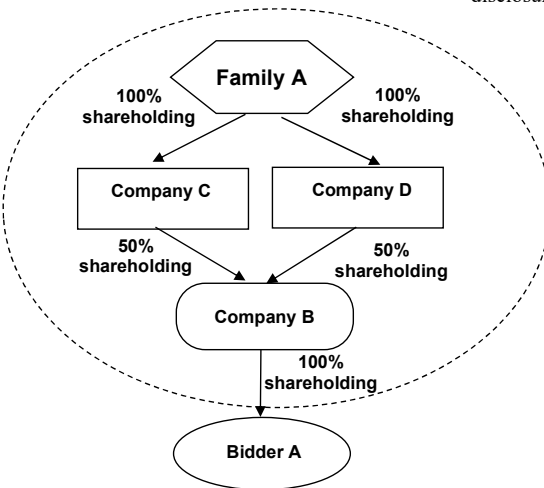 disclosur
Family A
100%
shareholding
100%
shareholding
Company C
Company D
50%
shareholding
50%
shareholding
Company B
100%
shareholding
Bidder A